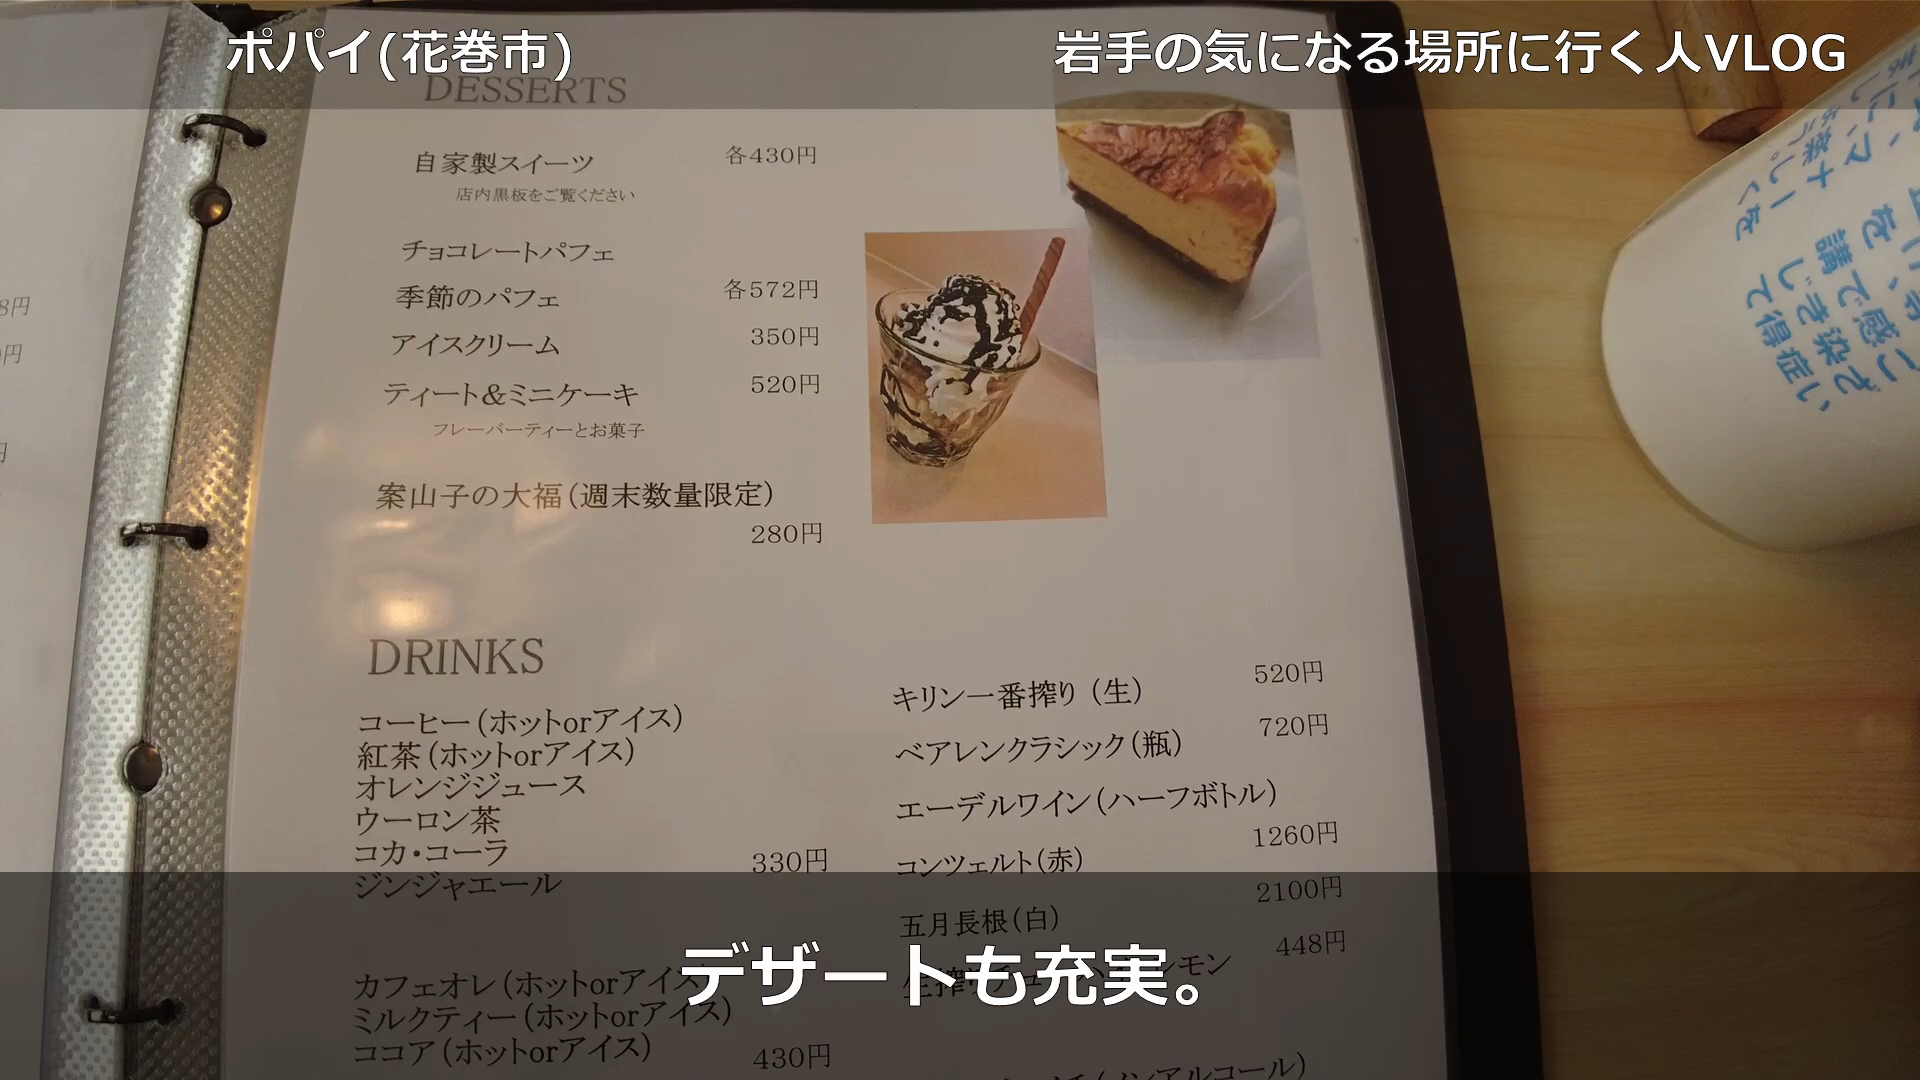 ポパイ(花巻市)
岩手の気になる場所に行く人VLOG
DESSERTS
自家製スイーツ 各430円
店内黒板をご覧ください
チョコレートパフェ
季節のパフェ 各572円
アイスクリーム 350円
ティート&ミニケーキ 520円
フレーバーティーとお菓子
案山子の大福(週末数量限定)
280円
DRINKS
コーヒー(ホットorアイス)
紅茶(ホットorアイス)
オレンジジュース
ウーロン茶
コカ・コーラ
ジンジャエール
330円
カフェオレ(ホットorアイス)
ミルクティー(ホットorアイス)
ココア(ホットorアイス)
430円
キリン一番搾り(生) 520円
ベアレンクラシック(瓶) 720円
エーデルワイン(ハーフボトル)
1260円
コンツェルト(赤)
2100円
五月長根(白)
448円
デザートも充実。